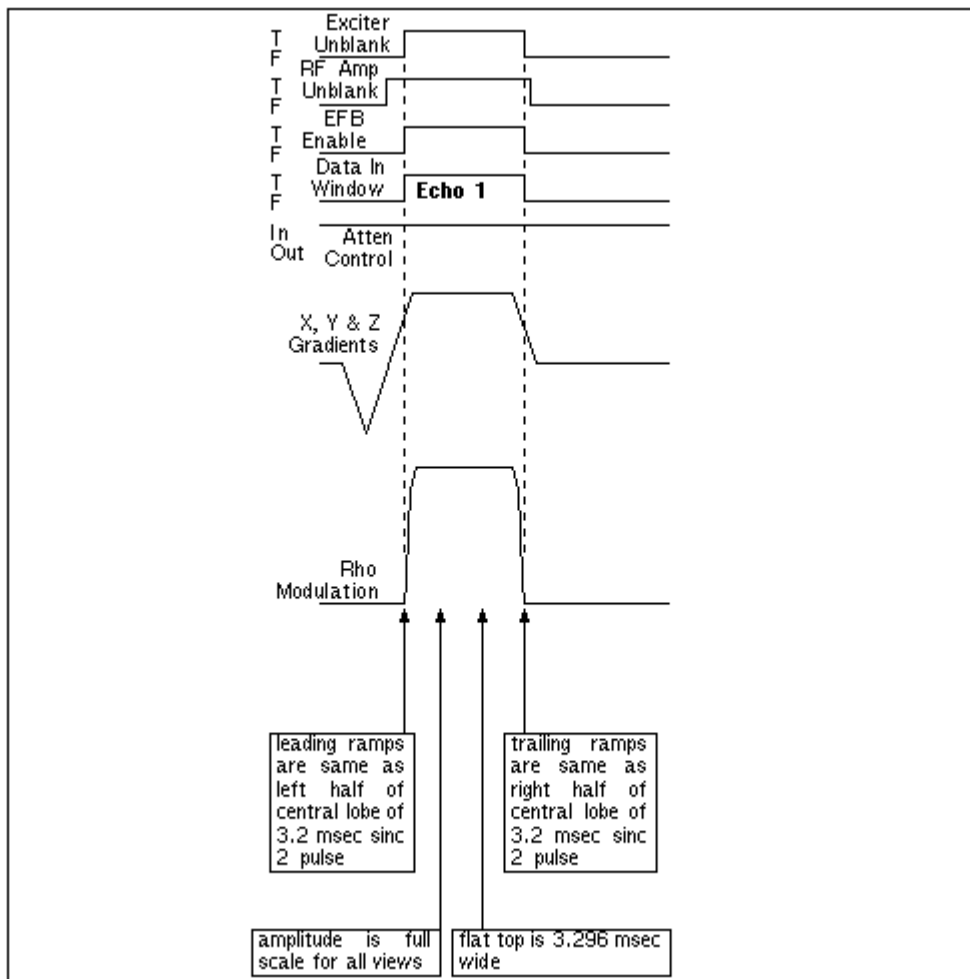 Exciter
Unblank
T
F
RF Amp
Unblank
T
F
EFB
Enable
T
F
Data In
Window
T
F
Echo 1
In
Out
Atten
Control
X, Y & Z
Gradients
Rho
Modulation
leading ramps
are same as
left half of
central lobe of
3.2 msec sinc
2 pulse
trailing ramps
are same as
right half of
central lobe of
3.2 msec sinc
2 pulse
amplitude is full
scale for all views
flat top is 3.296 msec
wide